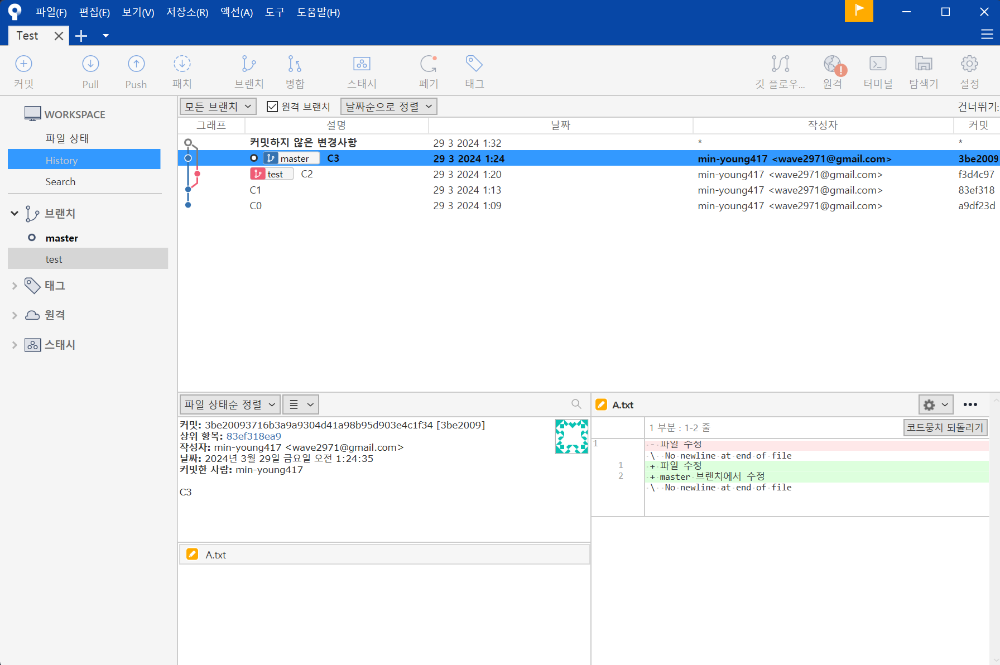 파일(F) 편집(E) 보기(V) 저장소(R) 액션(A) 도구 도움말(H)
Test
커밋 Pull Push 패치 브랜치 병합 스태시 폐기 태그 깃 플로우... 원격 터미널 탐색기 설정
WORKSPACE
파일 상태
History
Search
브랜치
master
test
태그
원격
스태시
모든 브랜치 원격 브랜치 날짜순으로 정렬 건너뛰기:
그래프 설명 날짜 작성자 커밋
커밋하지 않은 변경사항 29 3 2024 1:32 * *
master C3 29 3 2024 1:24 min-young417 <wave2971@gmail.com> 3be2009
test C2 29 3 2024 1:20 min-young417 <wave2971@gmail.com> f3d4c97
C1 29 3 2024 1:13 min-young417 <wave2971@gmail.com> 83ef318
C0 29 3 2024 1:09 min-young417 <wave2971@gmail.com> a9df23d
파일 상태순 정렬
커밋: 3be20093716b3a9a9304d41a98b95d903e4c1f34 [3be2009]
상위 항목: 83ef318ea9
작성자: min-young417 <wave2971@gmail.com>
날짜: 2024년 3월 29일 금요일 오전 1:24:35
커밋한 사람: min-young417
C3
A.txt
A.txt
1 부분 : 1-2 줄 코드뭉치 되돌리기
1 - 파일 수정
\ No newline at end of file
1 + 파일 수정
2 + master 브랜치에서 수정
\ No newline at end of file